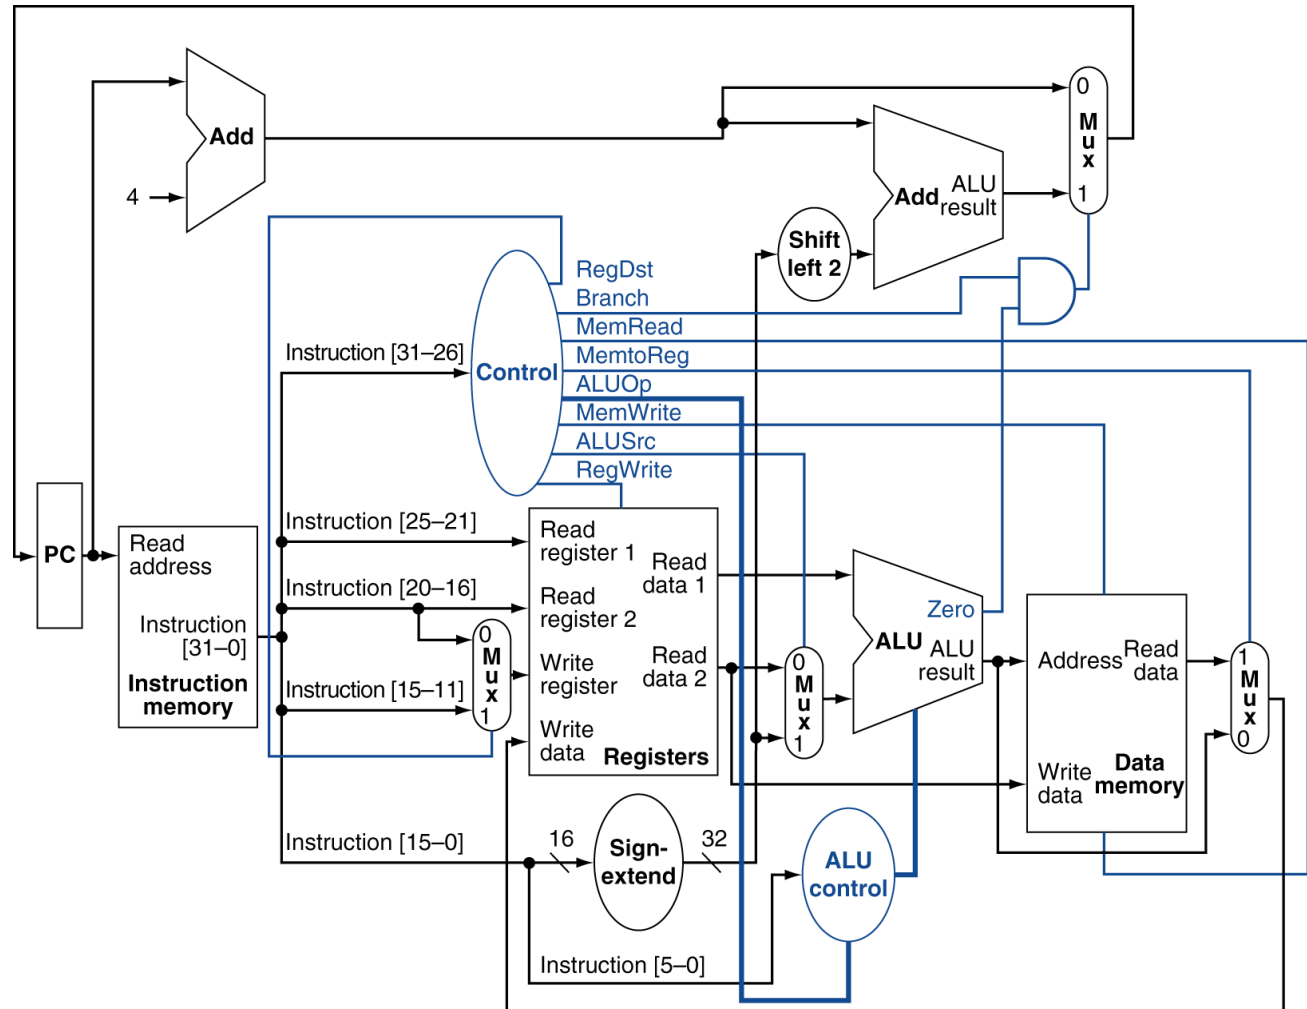 0
M
u
x
1
Add
ALU
Add
result
4
Shift
left 2
RegDst
Branch
MemRead
MemtoReg
ALUOp
MemWrite
ALUSrc
RegWrite
Instruction [31–26]
Control
PC
Read
address
Instruction
[31–0]
Instruction
memory
Instruction [25–21]
Instruction [20–16]
Instruction [15–11]
0
M
u
x
1
Read
register 1
Read
register 2
Write
register
Write
data
Read
data 1
Read
data 2
Registers
0
M
u
x
1
Zero
ALU
ALU
result
Address
Read
data
Write
data
Data
memory
1
M
u
x
0
Instruction [15–0]
16
Sign-
extend
32
ALU
control
Instruction [5–0]